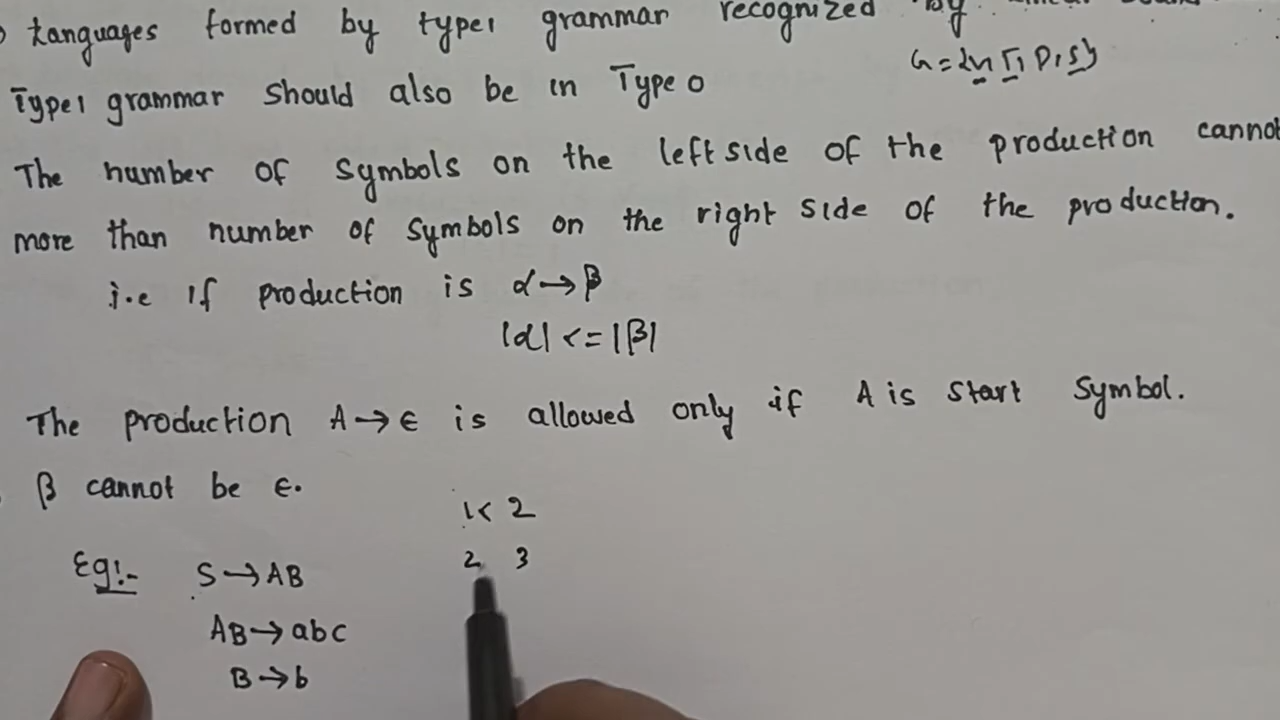 Languages formed by type1 grammar recognized by
G = {V, T, P, S}
Type1 grammar should also be in Type 0
The number of symbols on the left side of the production cannot
more than number of symbols on the right side of the production.
i.e if production is α → β
|α| <= |β|
The production A → ε is allowed only if A is start symbol.
β cannot be ε.
1 < 2
2 3
Eg:- S → AB
AB → abc
B → b